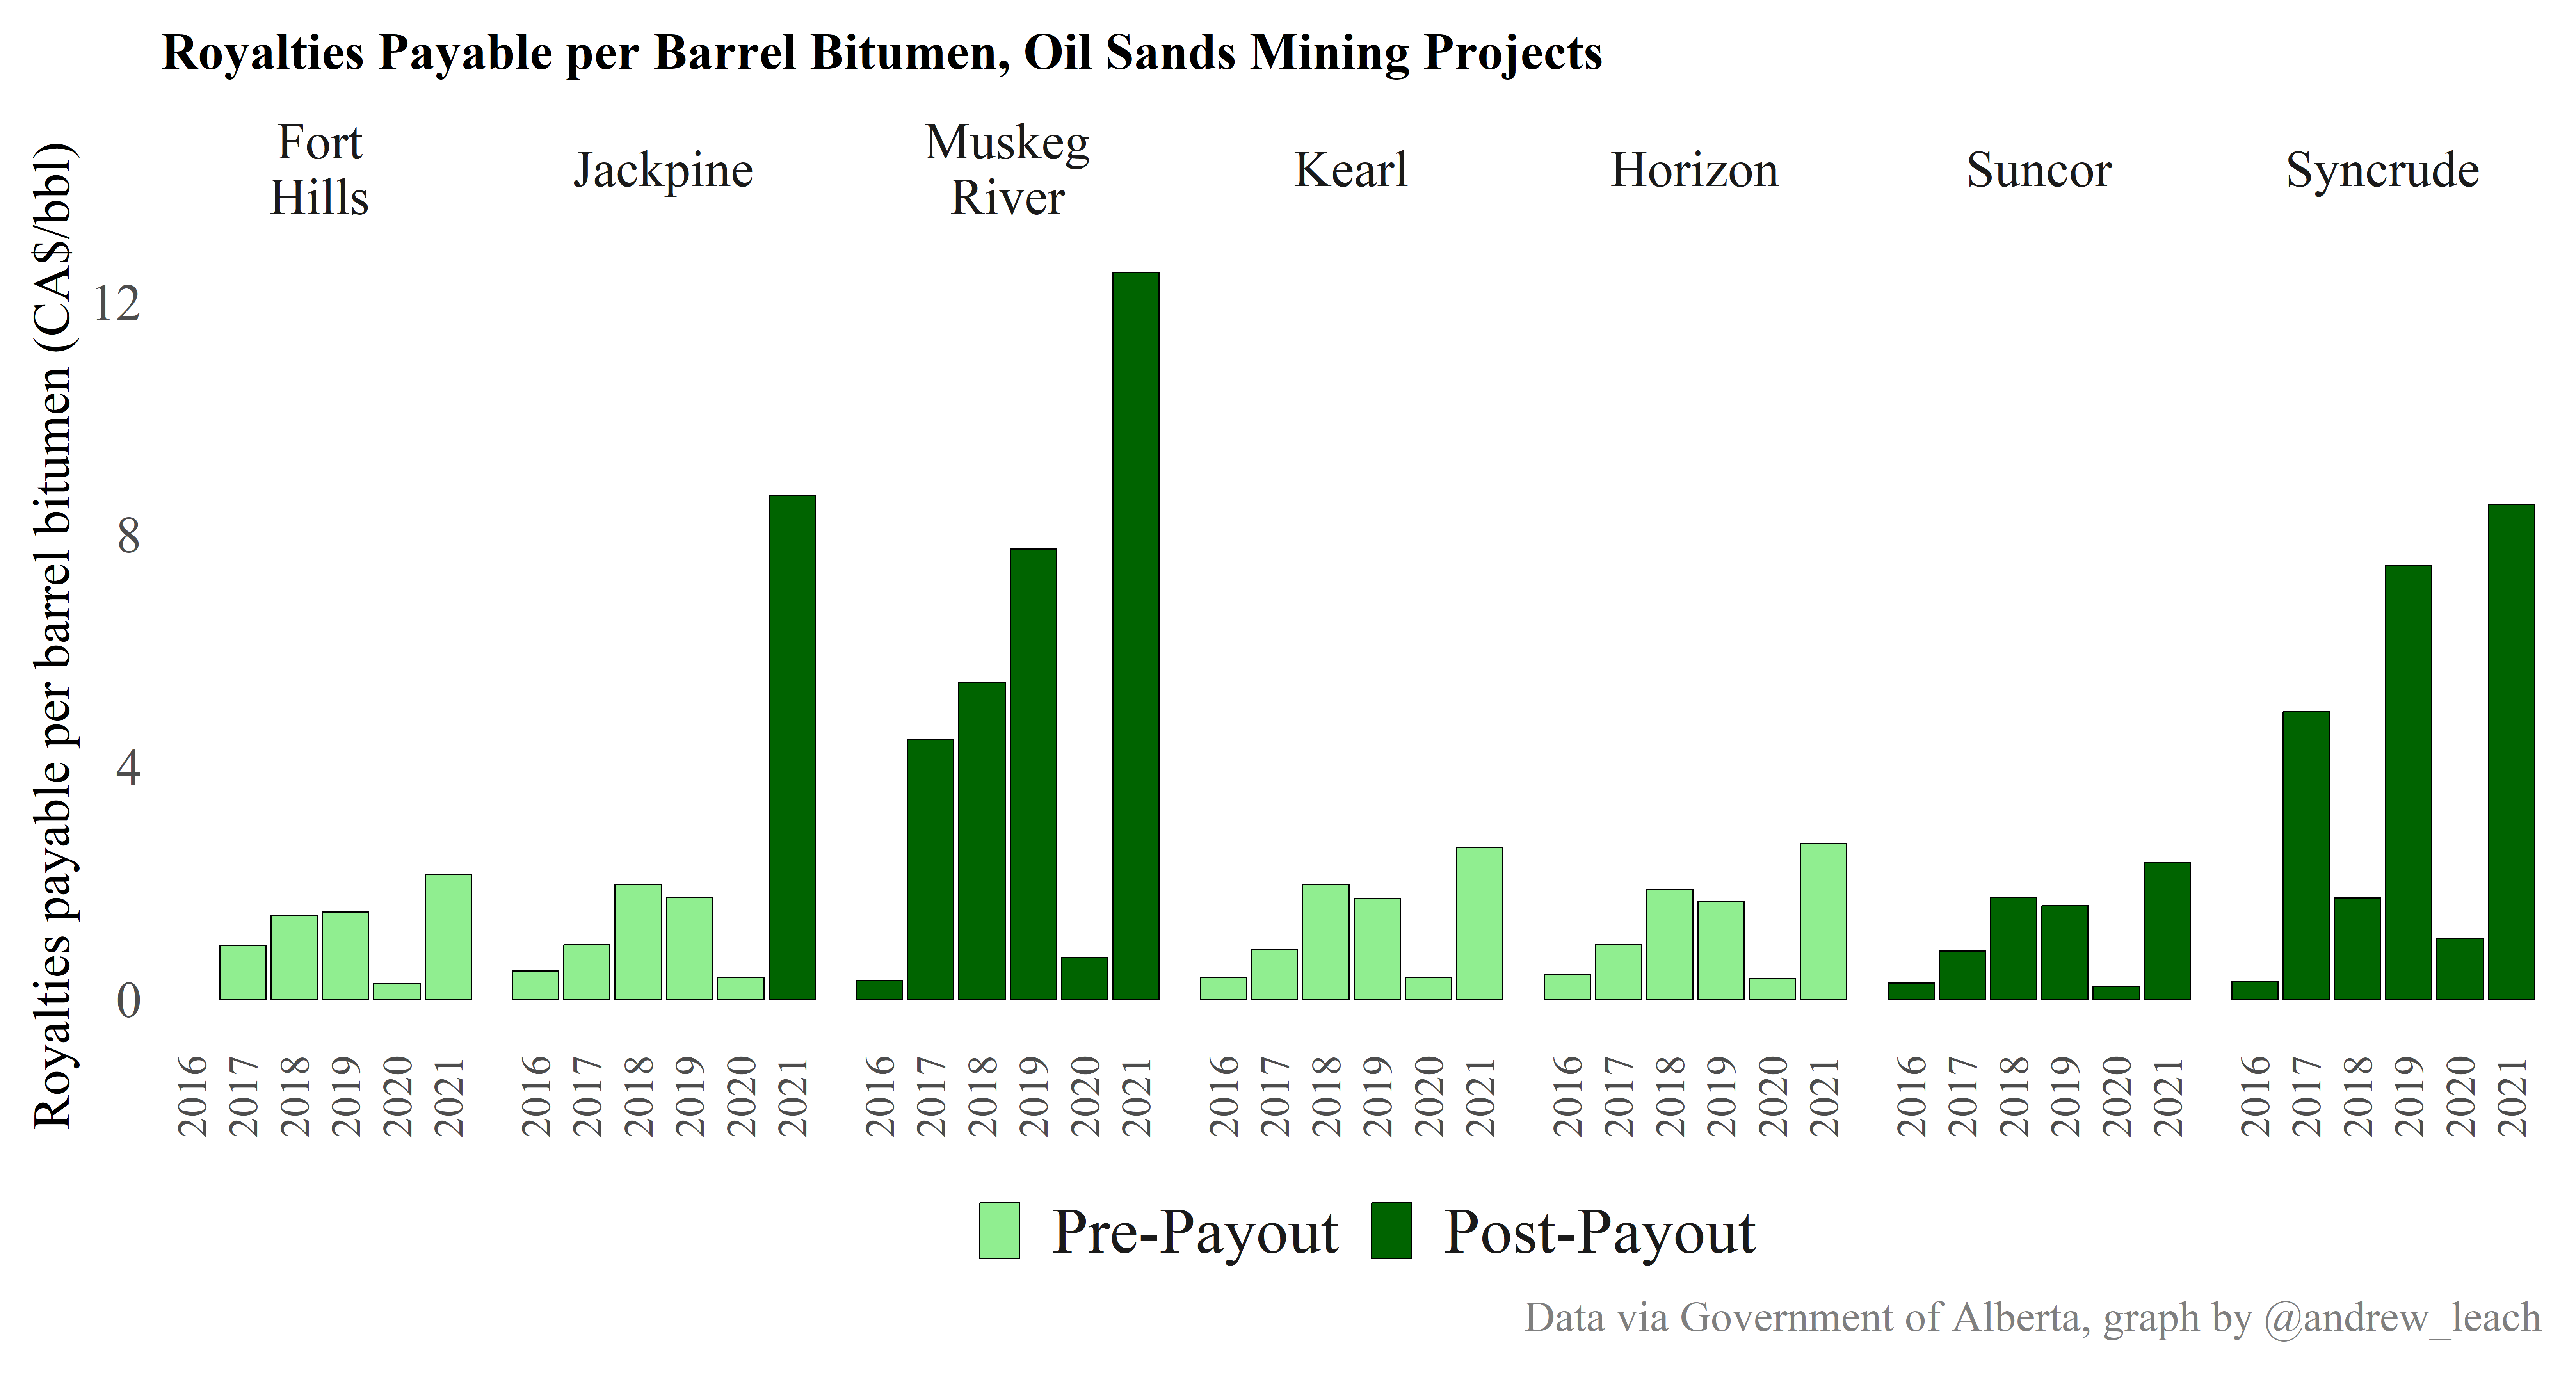 Royalties Payable per Barrel Bitumen, Oil Sands Mining Projects
Royalties payable per barrel bitumen (CA$/bbl)
Fort
Hills
Jackpine
Muskeg
River
Kearl
Horizon
Suncor
Syncrude
12
8
4
0
2016 2017 2018 2019 2020 2021
2016 2017 2018 2019 2020 2021
2016 2017 2018 2019 2020 2021
2016 2017 2018 2019 2020 2021
2016 2017 2018 2019 2020 2021
2016 2017 2018 2019 2020 2021
2016 2017 2018 2019 2020 2021
Pre-Payout Post-Payout
Data via Government of Alberta, graph by @andrew_leach